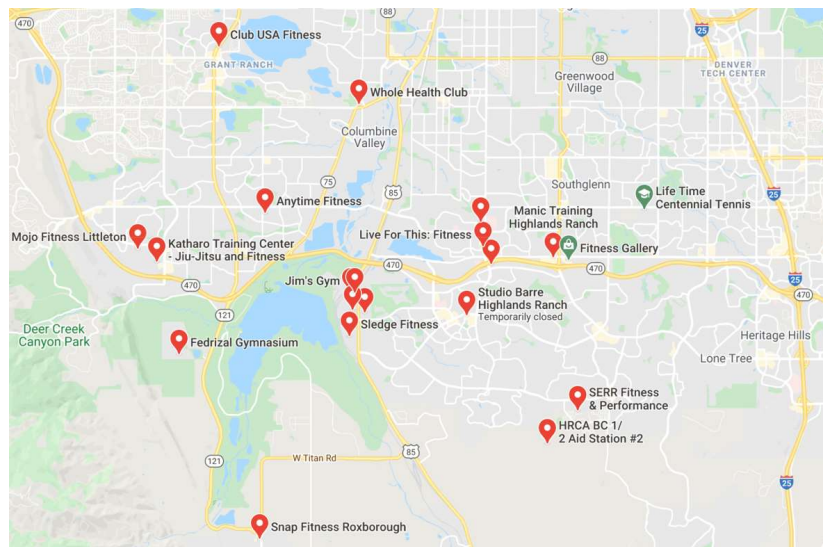 470
88
25
Club USA Fitness
GRANT RANCH
88
DENVER
TECH CENTER
Greenwood
Village
Whole Health Club
Columbine
Valley
75
85
Southglenn
25
Life Time
Centennial Tennis
Anytime Fitness
Manic Training
Highlands Ranch
Mojo Fitness Littleton
Katharo Training Center
- Jiu-Jitsu and Fitness
Live For This: Fitness
Fitness Gallery
470
470
Jim's Gym
470
Studio Barre
Highlands Ranch
Temporarily closed
470
121
Sledge Fitness
Deer Creek
Canyon Park
Fedrizal Gymnasium
Heritage Hills
Lone Tree
SERR Fitness
& Performance
HRCA BC 1/
2 Aid Station #2
121
W Titan Rd
85
25
Snap Fitness Roxborough